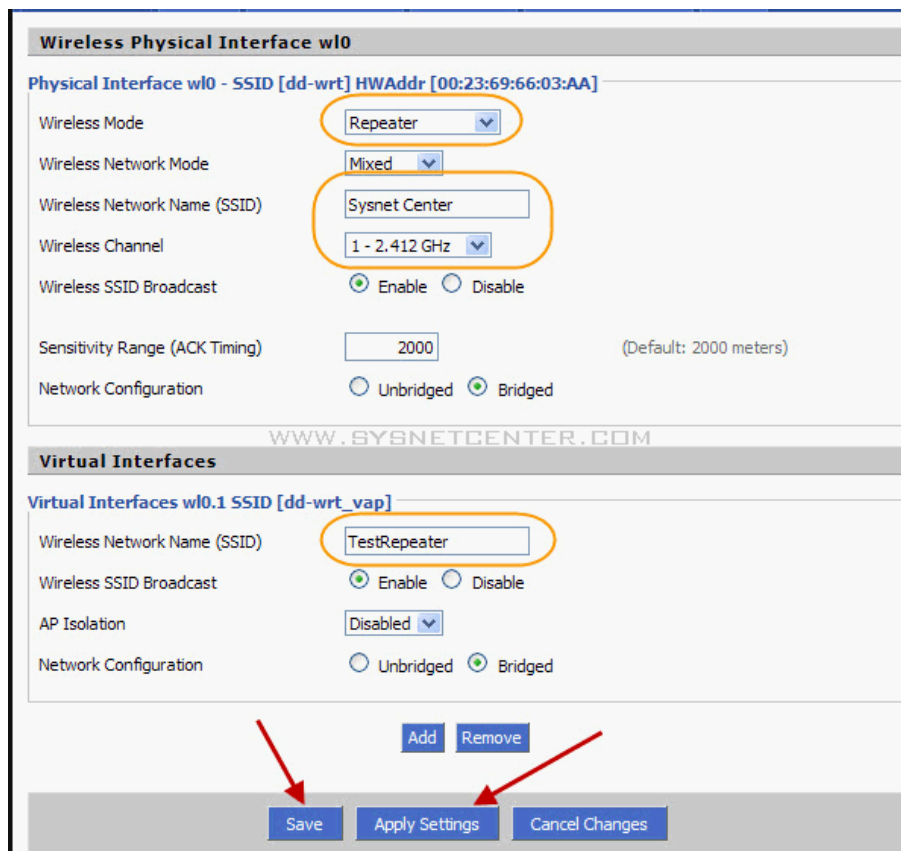 Wireless Physical Interface wl0
Physical Interface wl0 - SSID [dd-wrt] HWAddr [00:23:69:66:03:AA]
Wireless Mode Repeater
Wireless Network Mode Mixed
Wireless Network Name (SSID) Sysnet Center
Wireless Channel 1 - 2.412 GHz
Wireless SSID Broadcast Enable Disable
Sensitivity Range (ACK Timing) 2000 (Default: 2000 meters)
Network Configuration Unbridged Bridged
WWW.SYSNETCENTER.COM
Virtual Interfaces
Virtual Interfaces wl0.1 SSID [dd-wrt_vap]
Wireless Network Name (SSID) TestRepeater
Wireless SSID Broadcast Enable Disable
AP Isolation Disabled
Network Configuration Unbridged Bridged
Add Remove
Save Apply Settings Cancel Changes